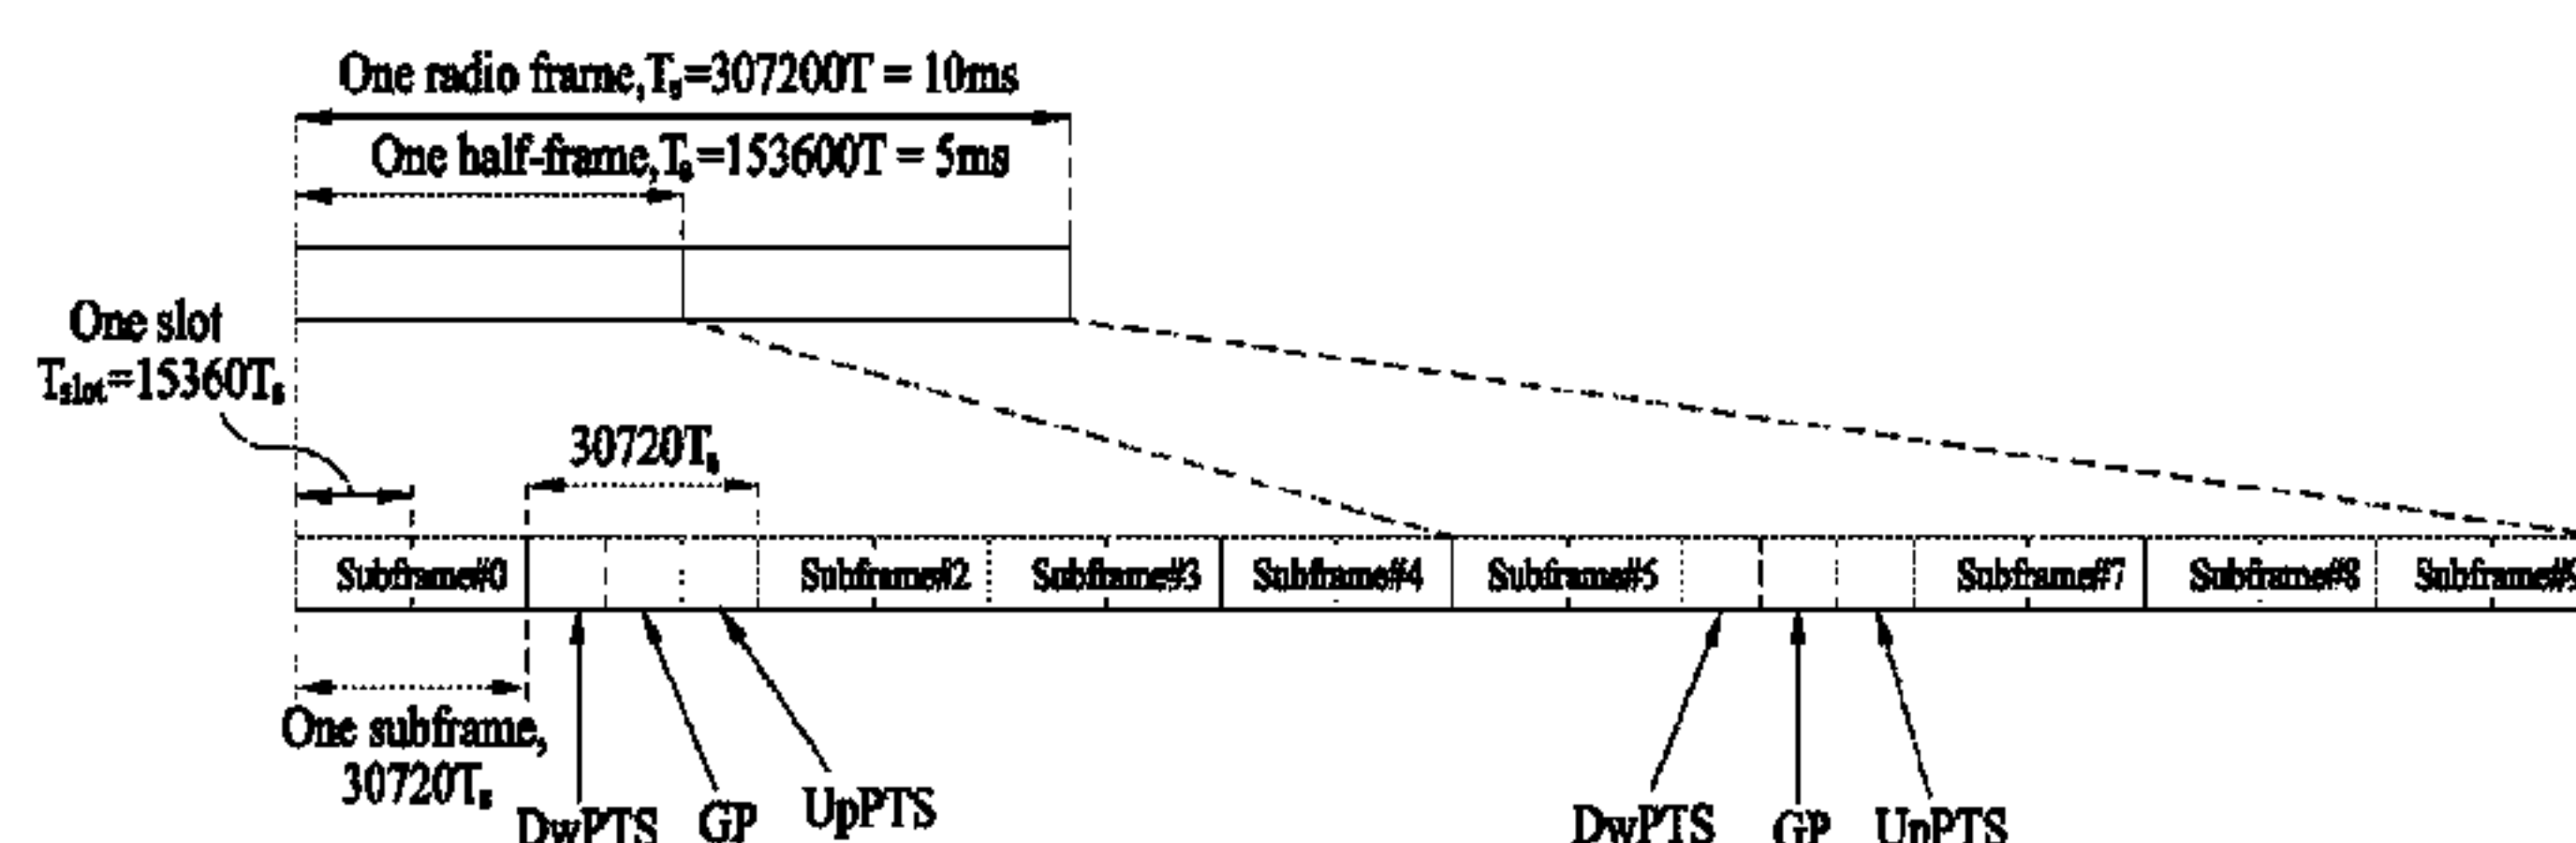 One radio frame,Ts=307200T = 10ms
One half-frame,Ts=153600T = 5ms
One slot
Tslot=15360Ts
30720Ts
Subframe#0 Subframe#2 Subframe#3 Subframe#4 Subframe#5 Subframe#7 Subframe#8 Subframe#9
One subframe,
30720Ts
DwPTS GP UpPTS DwPTS GP UpPTS